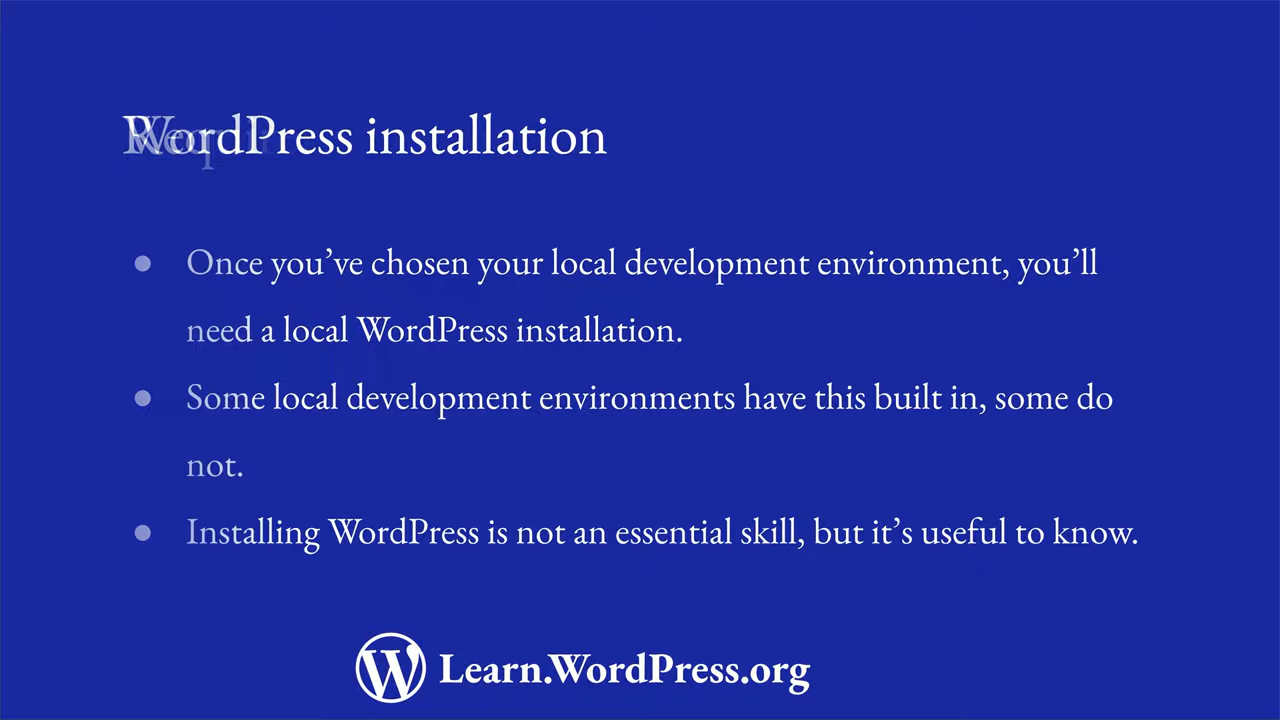 WordPress installation
● Once you’ve chosen your local development environment, you’ll
need a local WordPress installation.
● Some local development environments have this built in, some do
not.
● Installing WordPress is not an essential skill, but it’s useful to know.
Learn.WordPress.org